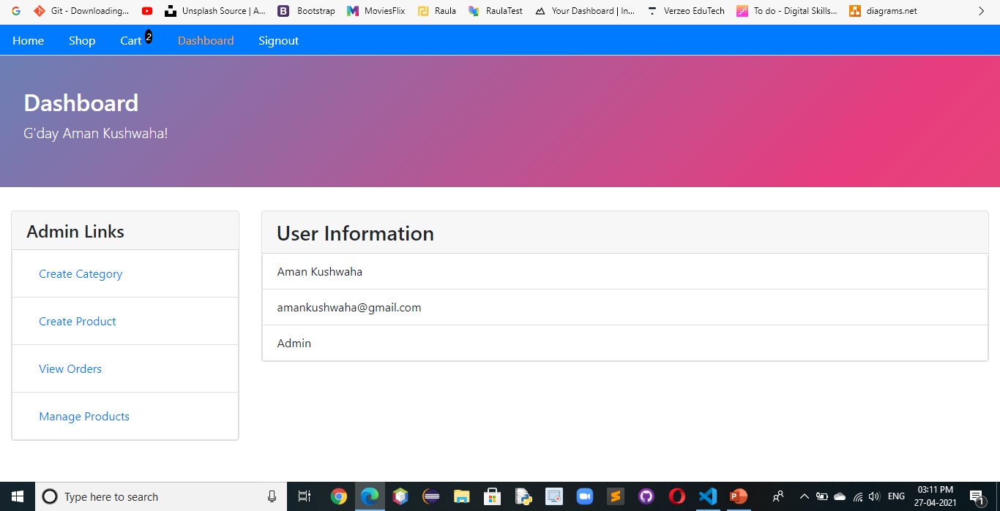 Git - Downloading...
Unsplash Source | A...
Bootstrap
MoviesFlix
Raula
RaulaTest
Your Dashboard | In...
Verzeo EduTech
To do - Digital Skills...
diagrams.net
Home
Shop
Cart 2
Dashboard
Signout
Dashboard
G'day Aman Kushwaha!
Admin Links
Create Category
Create Product
View Orders
Manage Products
User Information
Aman Kushwaha
amankushwaha@gmail.com
Admin
Type here to search
ENG
03:11 PM
27-04-2021
1